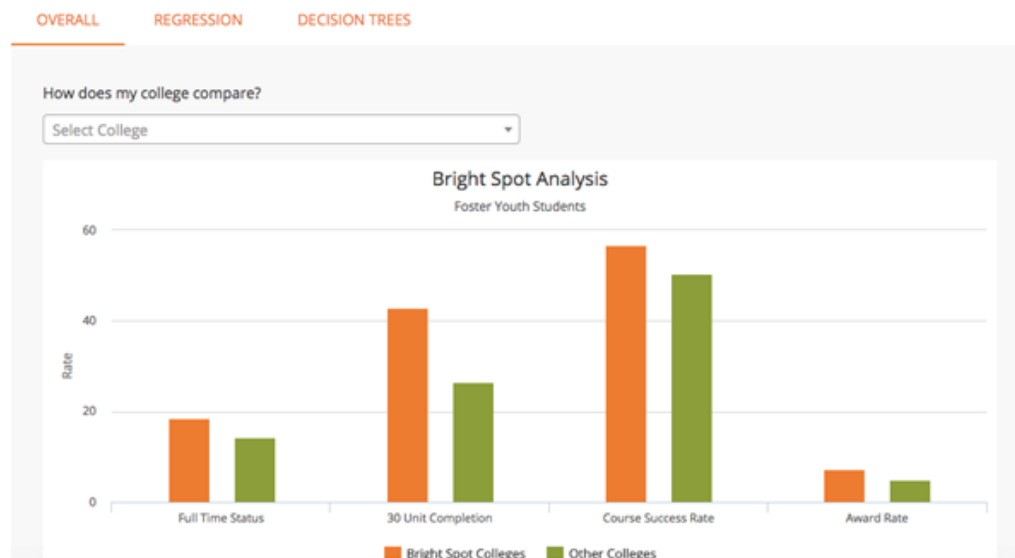 OVERALL REGRESSION DECISION TREES
How does my college compare?
Select College
Bright Spot Analysis
Foster Youth Students
60
40
Rate
20
0
Full Time Status 30 Unit Completion Course Success Rate Award Rate
Bright Spot Colleges Other Colleges